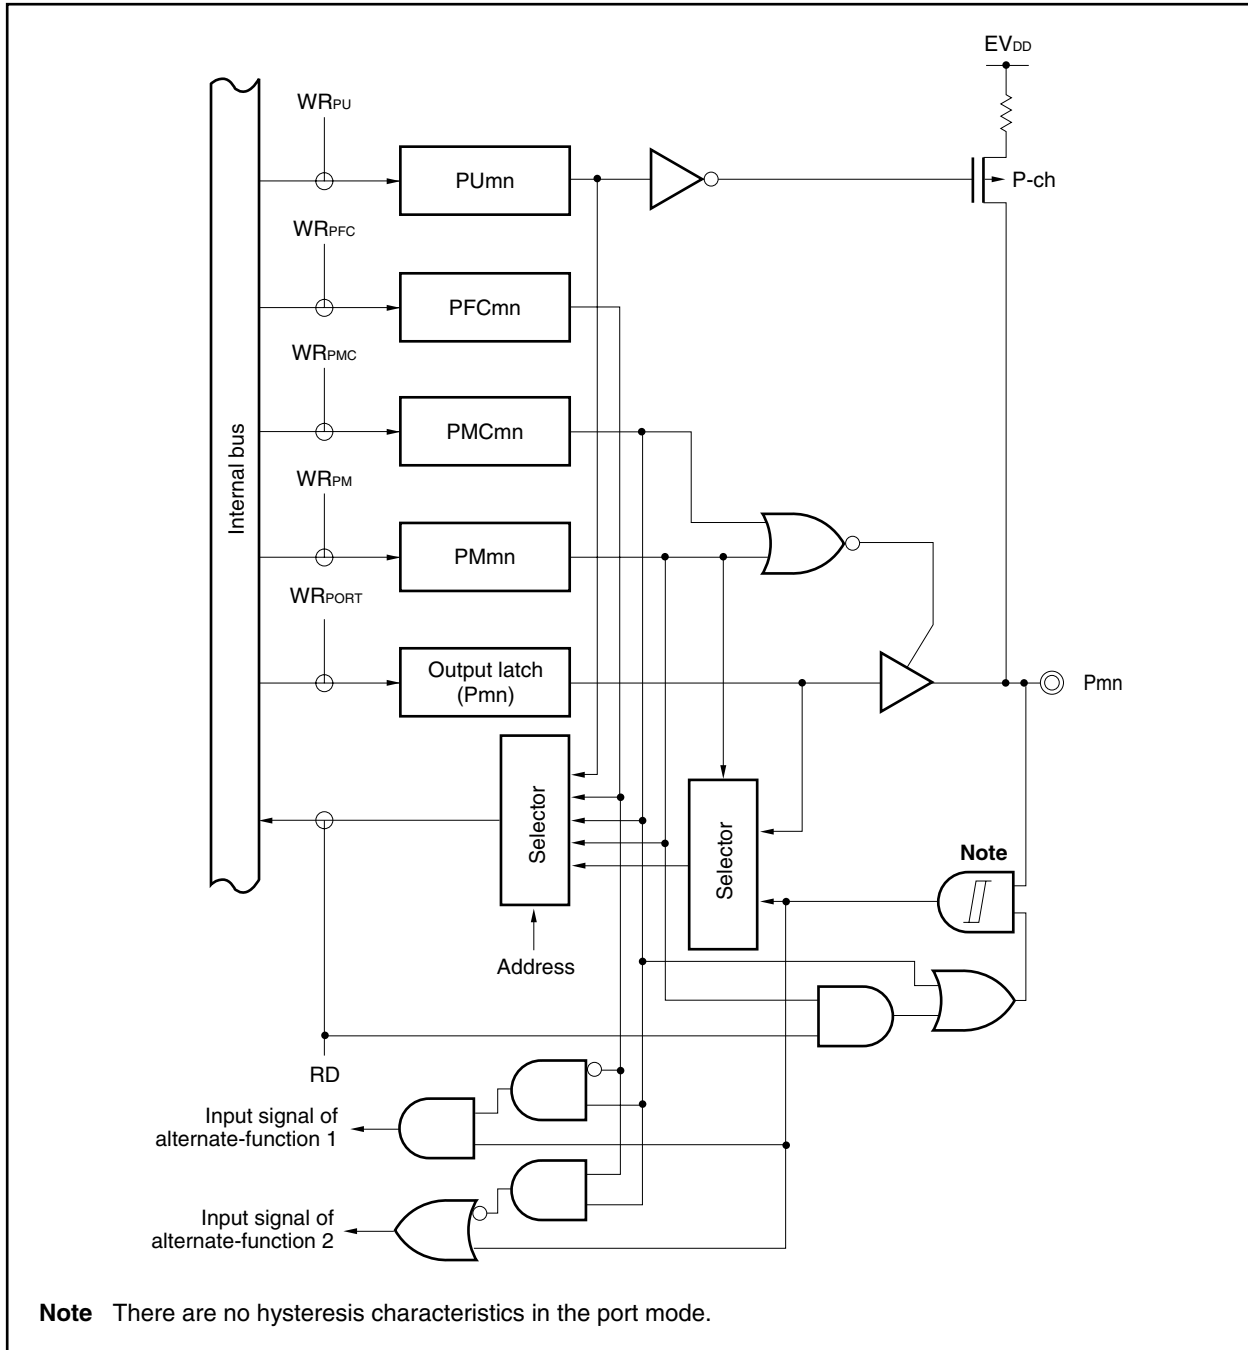 EVDD
WRPU
PUmn
P-ch
WRPFC
PFCmn
WRPMC
PMCmn
Internal bus
WRPM
PMmn
WRPORT
Output latch
(Pmn)
Pmn
Selector
Selector
Note
Address
RD
Input signal of
alternate-function 1
Input signal of
alternate-function 2
Note There are no hysteresis characteristics in the port mode.